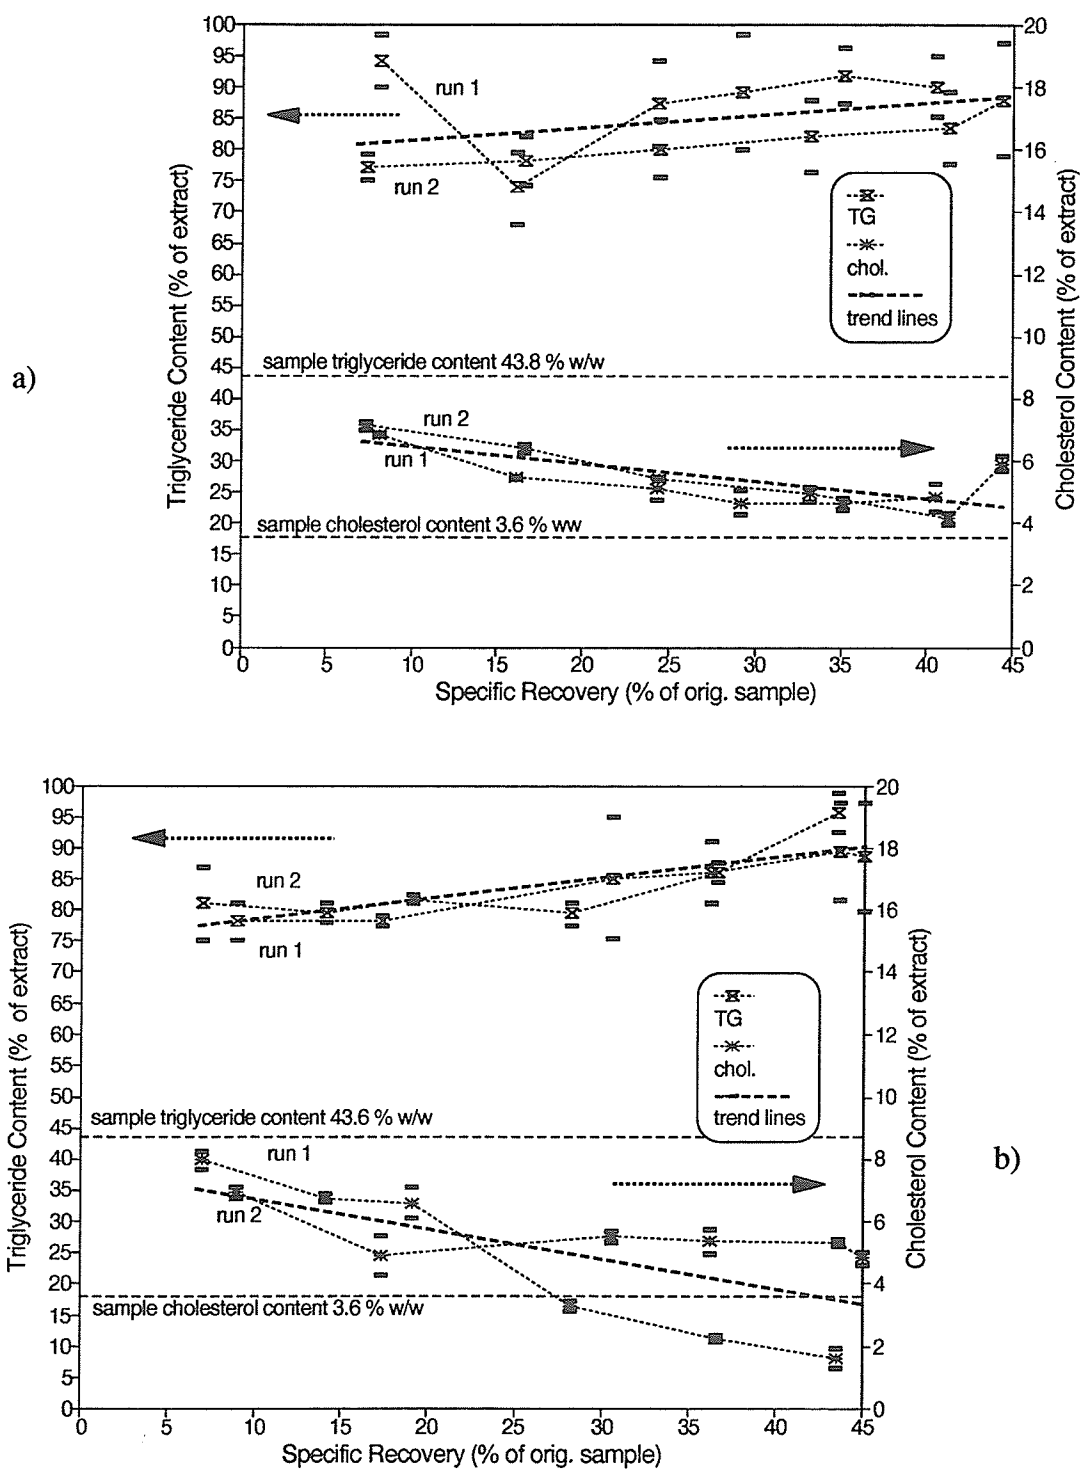 a)
Triglyceride Content (% of extract)
100
95
90
85
80
75
70
65
60
55
50
45
40
35
30
25
20
15
10
5
0
run 1
run 2
TG
chol.
trend lines
sample triglyceride content 43.8 % w/w
run 2
run 1
sample cholesterol content 3.6 % ww
20
18
16
14
12
10
8
6
4
2
0
Cholesterol Content (% of extract)
0 5 10 15 20 25 30 35 40 45
Specific Recovery (% of orig. sample)
b)
Triglyceride Content (% of extract)
100
95
90
85
80
75
70
65
60
55
50
45
40
35
30
25
20
15
10
5
0
run 2
run 1
TG
chol.
trend lines
sample triglyceride content 43.6 % w/w
run 1
run 2
sample cholesterol content 3.6 % w/w
20
18
16
14
12
10
8
6
4
2
0
Cholesterol Content (% of extract)
0 5 10 15 20 25 30 35 40 45
Specific Recovery (% of orig. sample)